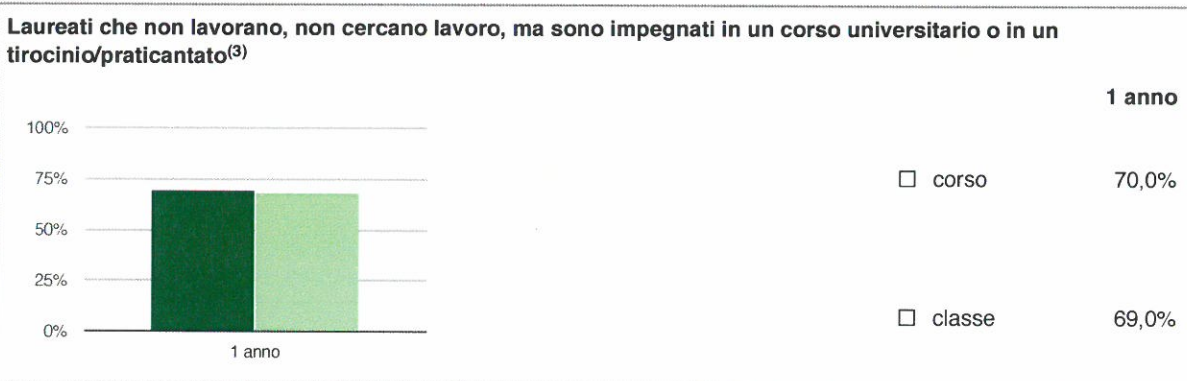 Laureati che non lavorano, non cercano lavoro, ma sono impegnati in un corso universitario o in un
tirocinio/praticantato(3)
1 anno
100%
75%
50%
25%
0%
1 anno
corso 70,0%
classe 69,0%